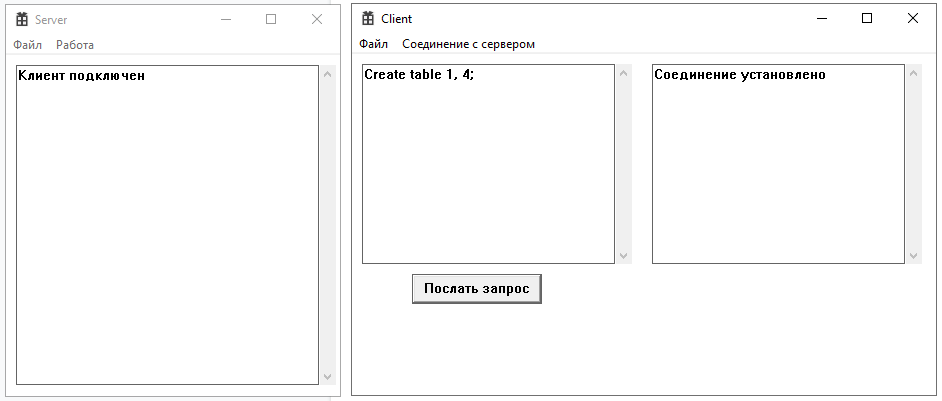 Server
Файл Работа
Клиент подключен
Client
Файл Соединение с сервером
Create table 1, 4;
Соединение установлено
Послать запрос